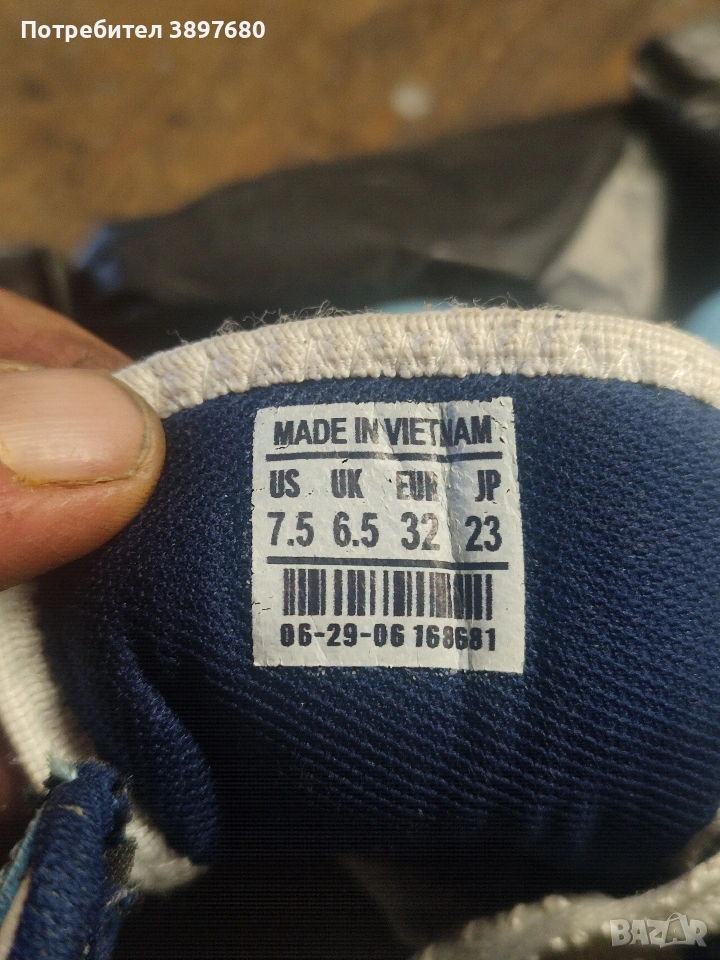 Потребител 3897680
MADE IN VIETNAM
US UK EUR JP
7.5 6.5 32 23
06-29-06 168681
BAZAR